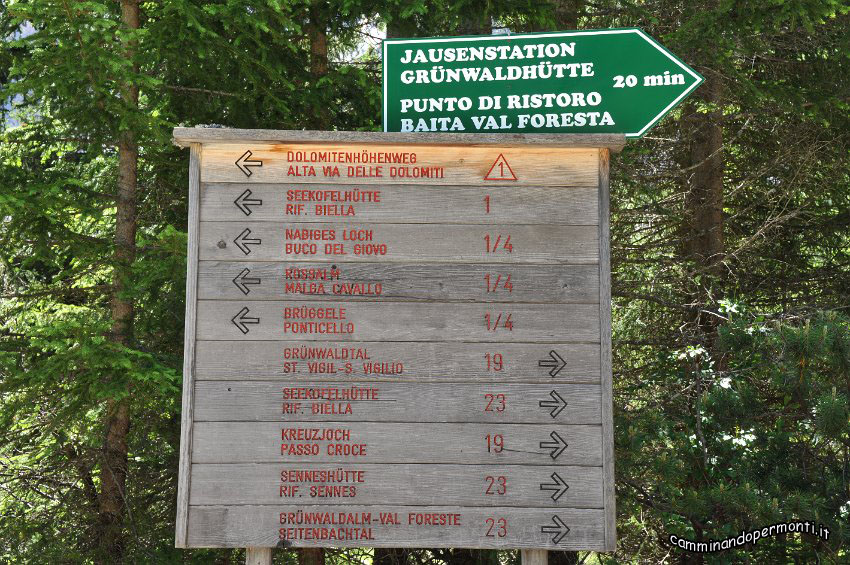 JAUSENSTATION
GRÜNWALDHÜTTE
20 min
PUNTO DI RISTORO
BAITA VAL FORESTA
DOLOMITENHÖHENWEG
ALTA VIA DELLE DOLOMITI
1
SEEKOFELHÜTTE
RIF. BIELLA
1
NABIGES LOCH
BUCO DEL GIOVO
1/4
ROSSALM
MALGA CAVALLO
1/4
BRÜGGELE
PONTICELLO
1/4
GRÜNWALDTAL
ST. VIGIL-S. VIGILIO
19
SEEKOFELHÜTTE
RIF. BIELLA
23
KREUZJOCH
PASSO CROCE
19
SENNESHÜTTE
RIF. SENNES
23
GRÜNWALDALM-VAL FORESTE
SEITENBACHTAL
23
camminandopermonti.it